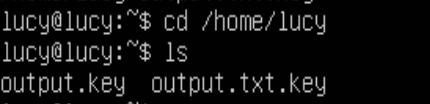 lucy@lucy:~$ cd /home/lucy
lucy@lucy:~$ ls
output.key  output.txt.key